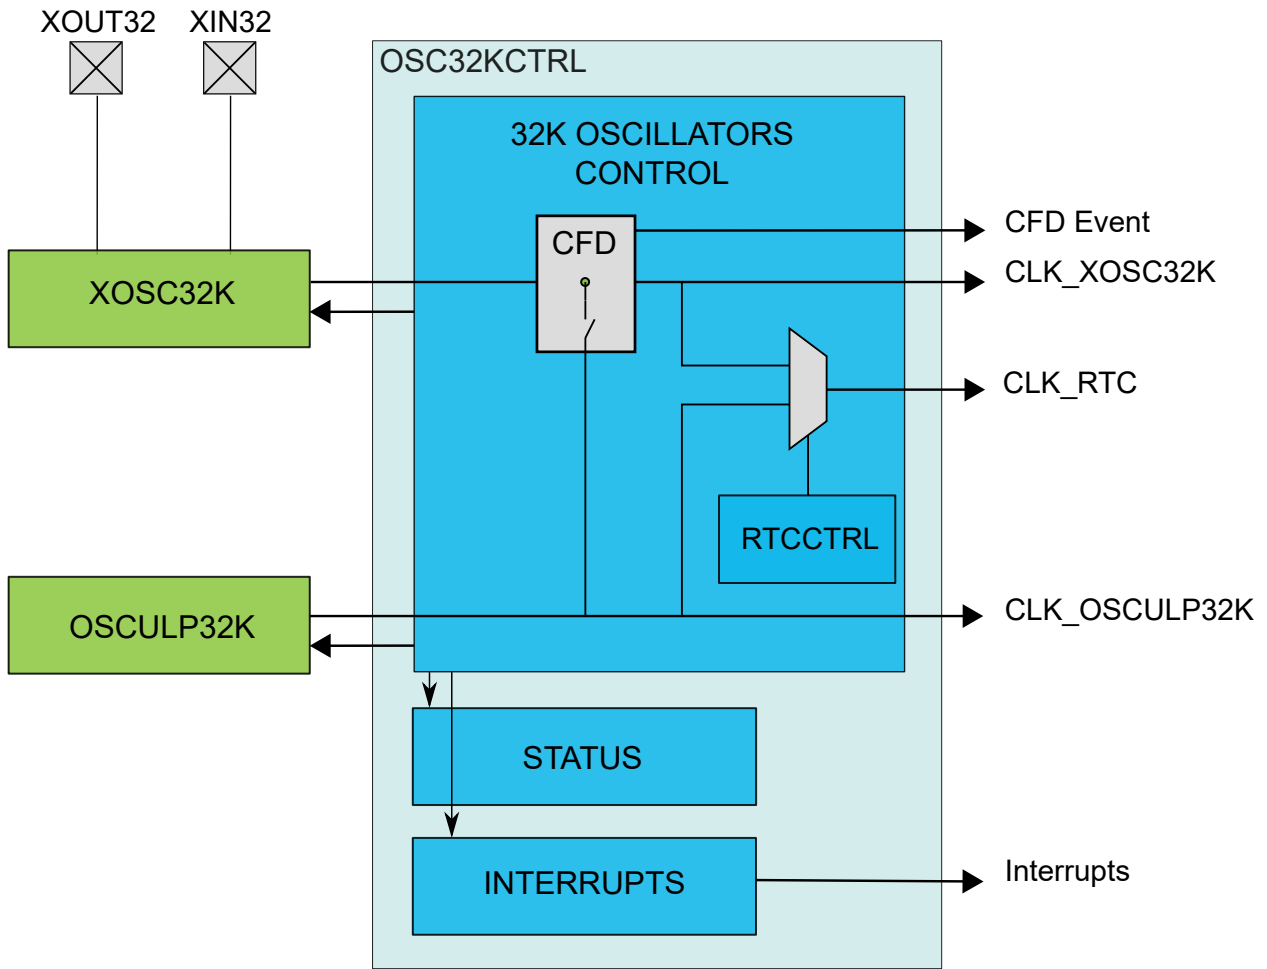 XOUT32
XIN32
OSC32KCTRL
32K OSCILLATORS
CONTROL
CFD
CFD Event
XOSC32K
CLK_XOSC32K
CLK_RTC
RTCCTRL
OSCULP32K
CLK_OSCULP32K
STATUS
INTERRUPTS
Interrupts